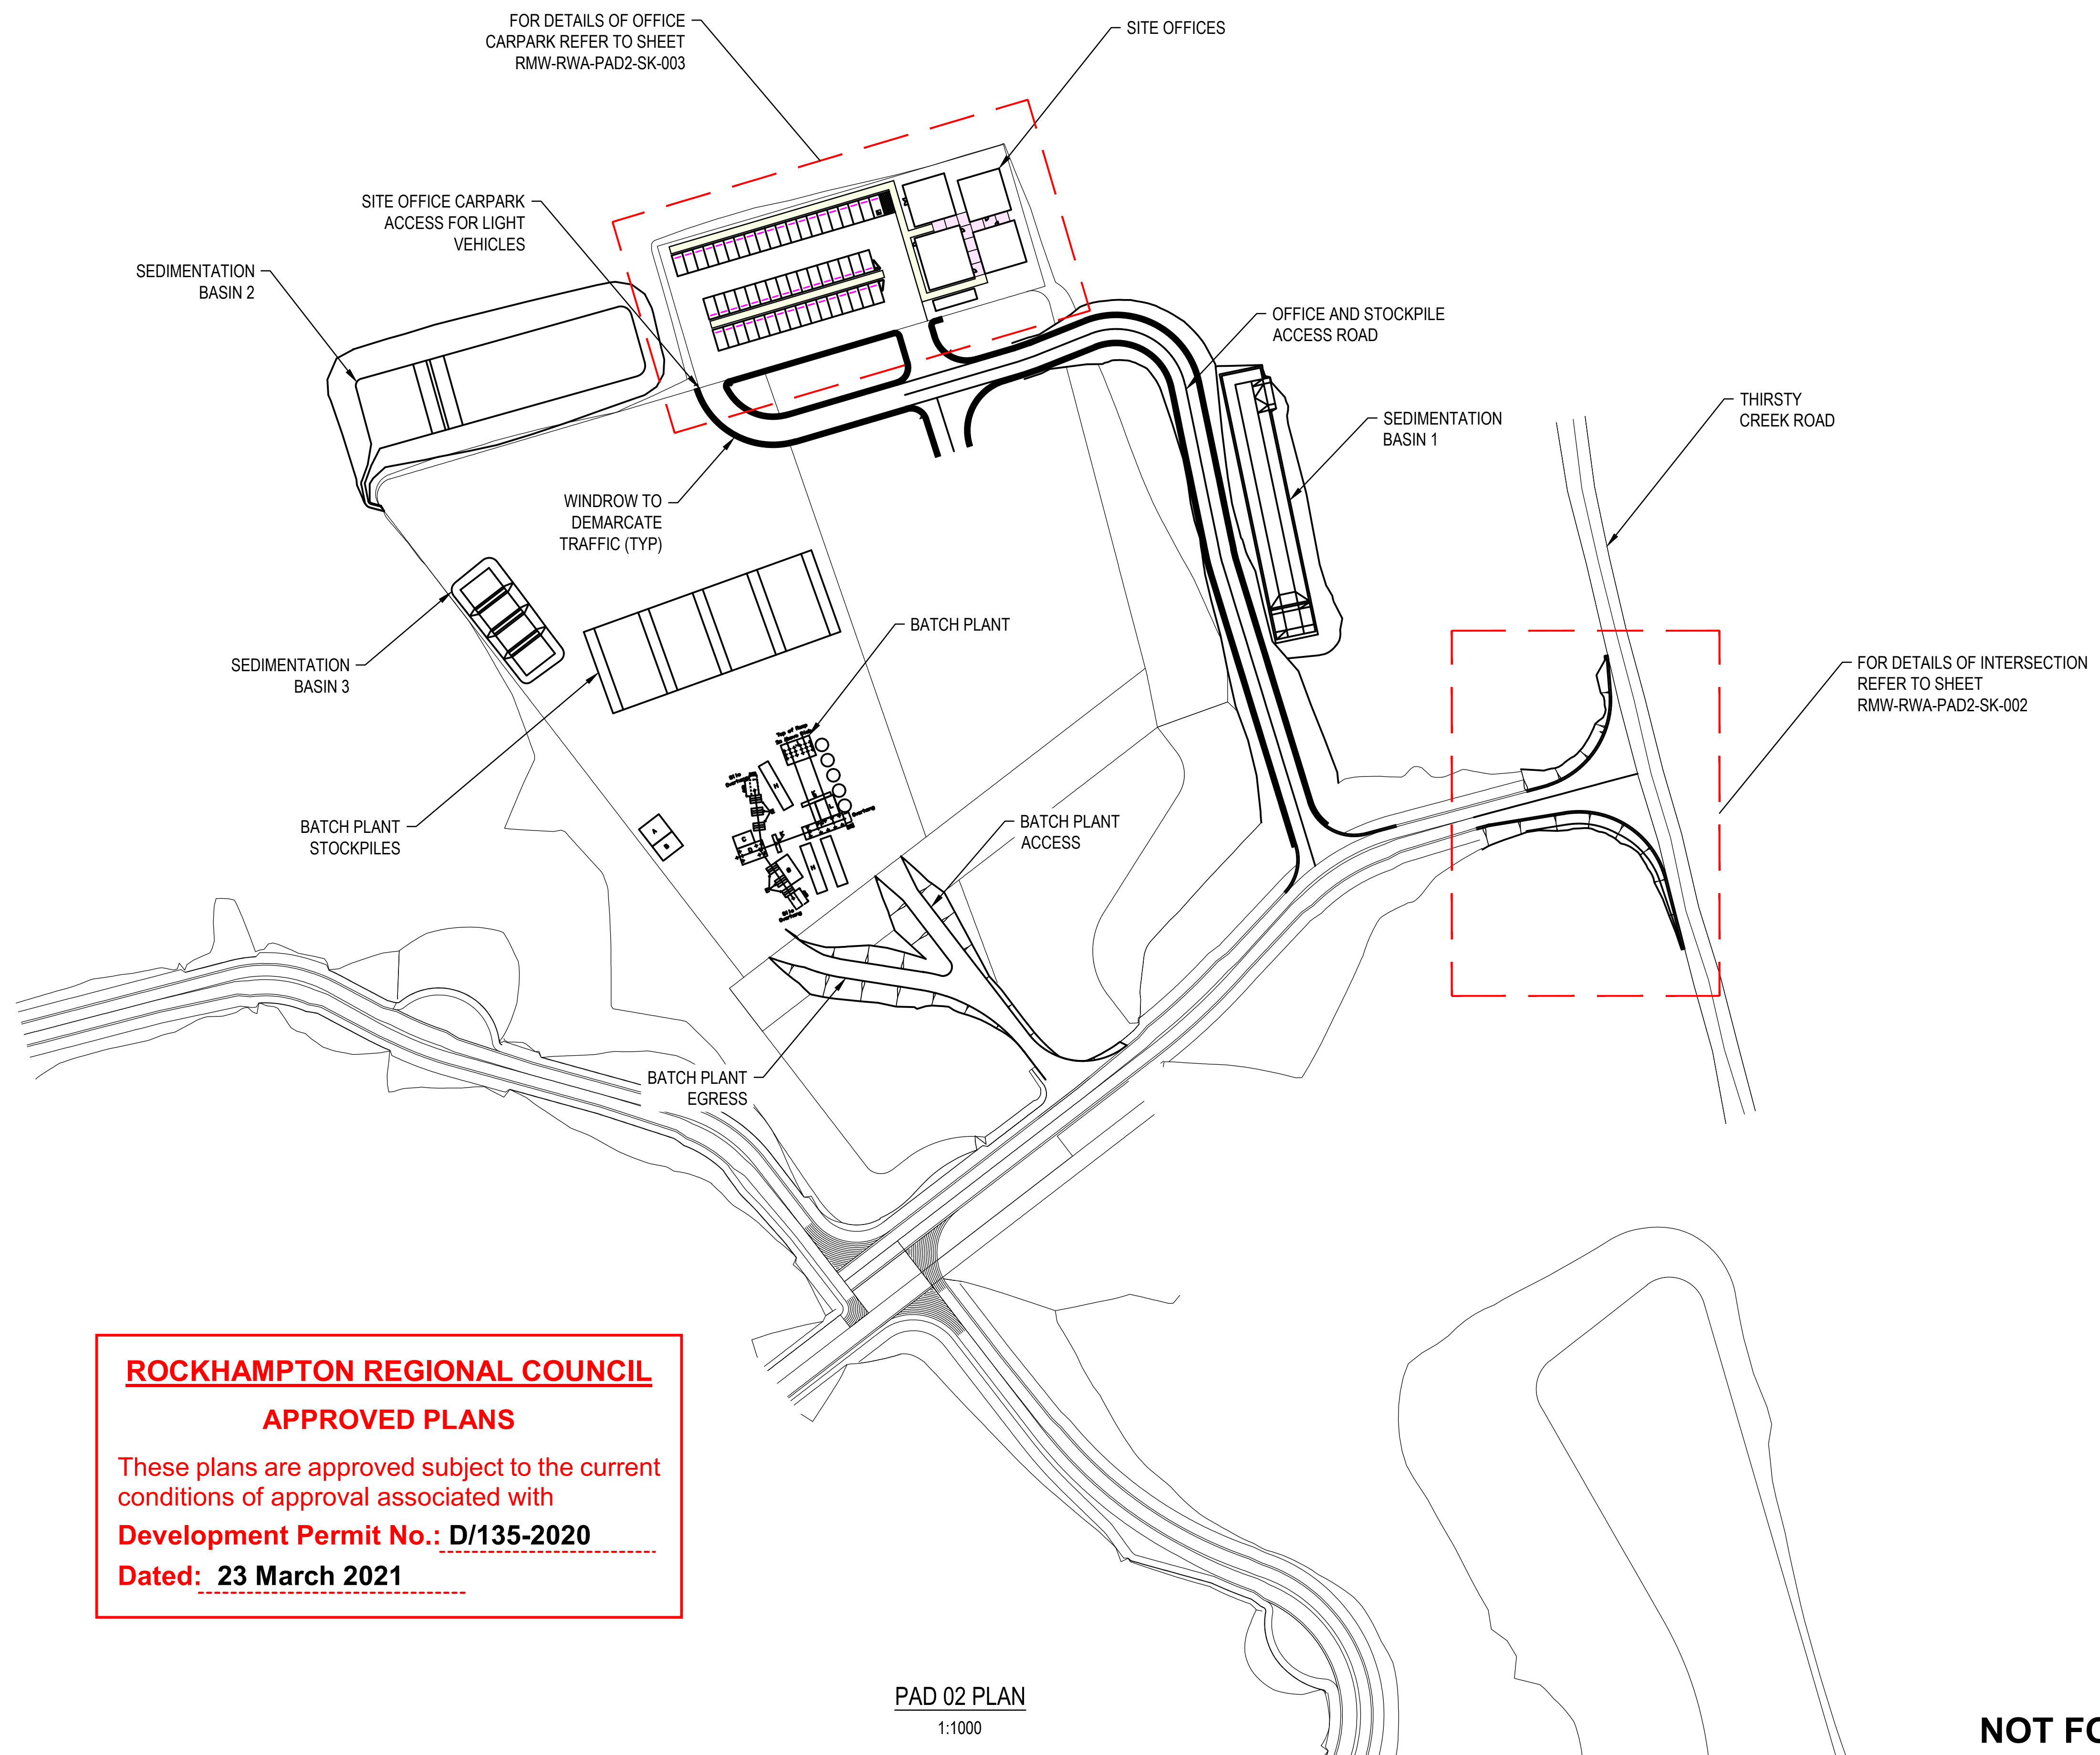 FOR DETAILS OF OFFICE
CARPARK REFER TO SHEET
RMW-RWA-PAD2-SK-003
SITE OFFICES
SITE OFFICE CARPARK
ACCESS FOR LIGHT
VEHICLES
SEDIMENTATION
BASIN 2
OFFICE AND STOCKPILE
ACCESS ROAD
THIRSTY
CREEK ROAD
SEDIMENTATION
BASIN 1
WINDROW TO
DEMARCATE
TRAFFIC (TYP)
BATCH PLANT
SEDIMENTATION
BASIN 3
FOR DETAILS OF INTERSECTION
REFER TO SHEET
RMW-RWA-PAD2-SK-002
BATCH PLANT
STOCKPILES
A
B
C
BATCH PLANT
ACCESS
BATCH PLANT
EGRESS
ROCKHAMPTON REGIONAL COUNCIL
APPROVED PLANS
These plans are approved subject to the current
conditions of approval associated with
Development Permit No.: D/135-2020
Dated: 23 March 2021
PAD 02 PLAN
1:1000
NOT FO